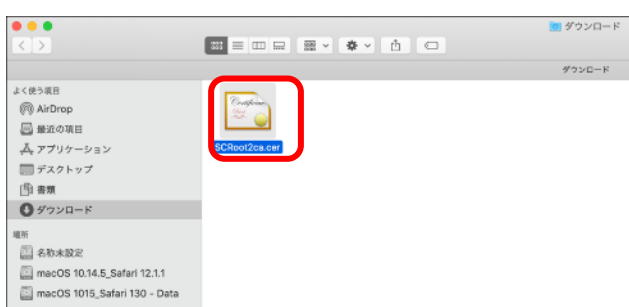 ダウンロード
ダウンロード
よく使う項目
AirDrop
最近の項目
アプリケーション
デスクトップ
書類
ダウンロード
場所
名称未設定
macOS 10.14.5_Safari 12.1.1
macOS 1015_Safari 130 - Data
SCRoot2ca.cer